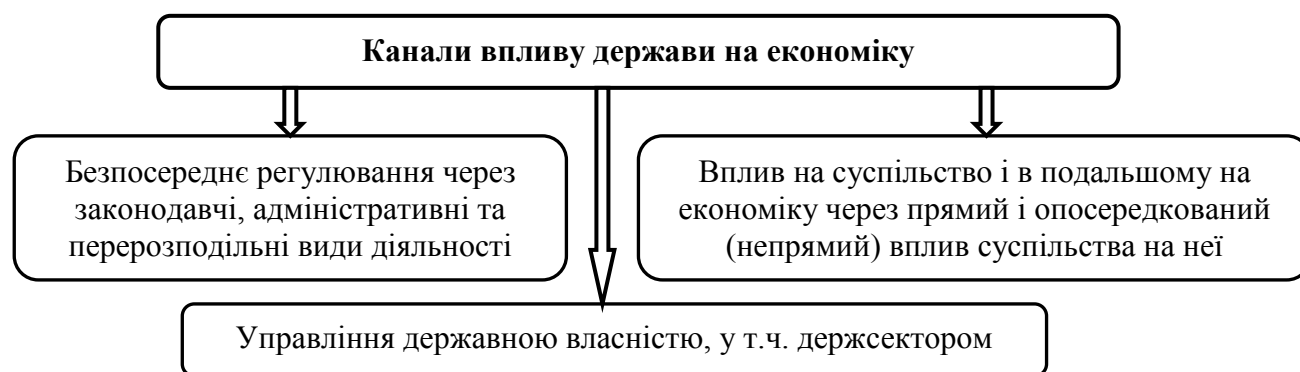 Канали впливу держави на економіку
Безпосереднє регулювання через
законодавчі, адміністративні та
перерозподільні види діяльності
Вплив на суспільство і в подальшому на
економіку через прямий і опосередкований
(непрямий) вплив суспільства на неї
Управління державною власністю, у т.ч. держсектором